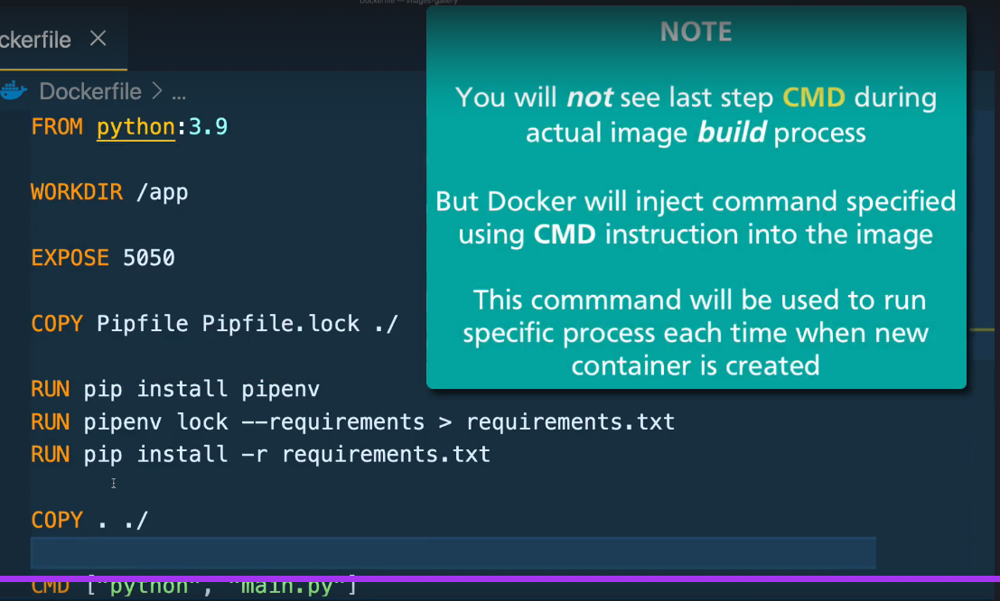 Dockerfile — images-gallery
ckerfile
Dockerfile > ...
FROM python:3.9
WORKDIR /app
EXPOSE 5050
COPY Pipfile Pipfile.lock ./
RUN pip install pipenv
RUN pipenv lock --requirements > requirements.txt
RUN pip install -r requirements.txt
COPY . ./
CMD ["python", "main.py"]
NOTE
You will not see last step CMD during
actual image build process
But Docker will inject command specified
using CMD instruction into the image
This commmand will be used to run
specific process each time when new
container is created